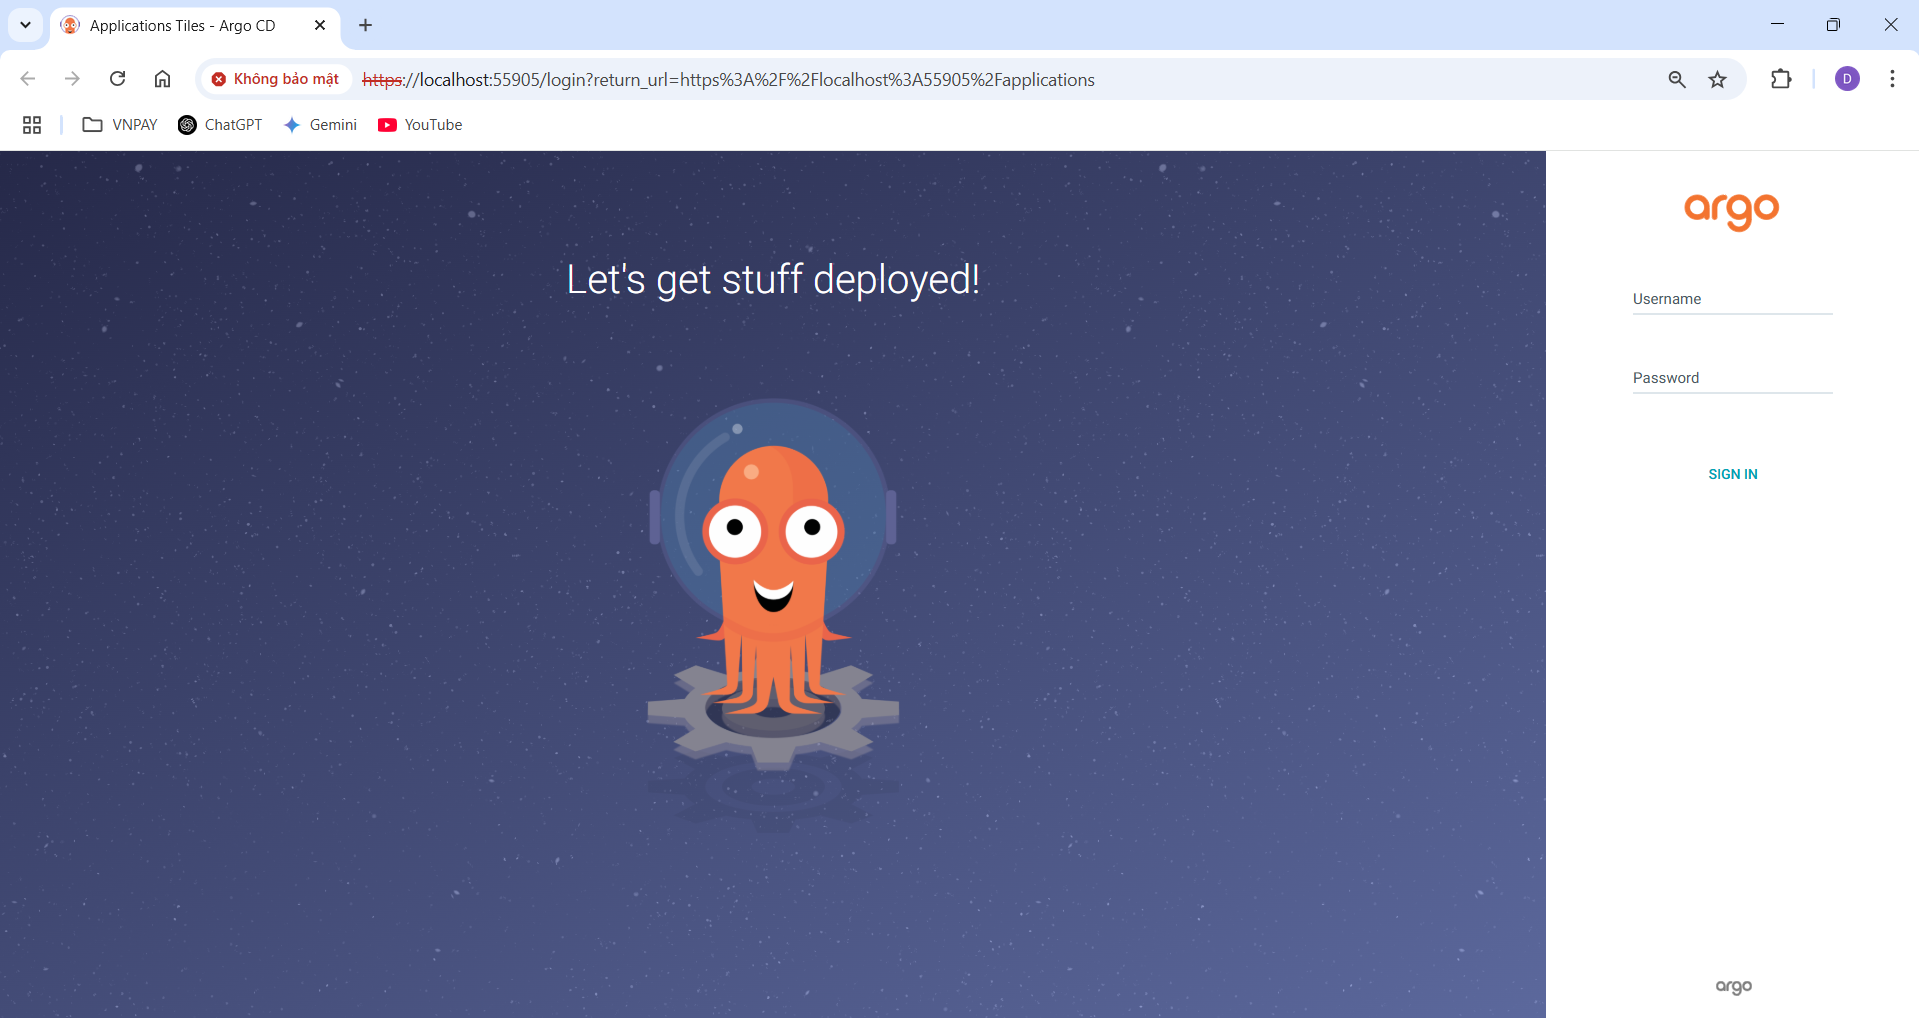 Applications Tiles - Argo CD
Không bảo mật https://localhost:55905/login?return_url=https%3A%2F%2Flocalhost%3A55905%2Fapplications
D
VNPAY ChatGPT Gemini YouTube
argo
Let's get stuff deployed!
Username
Password
SIGN IN
argo